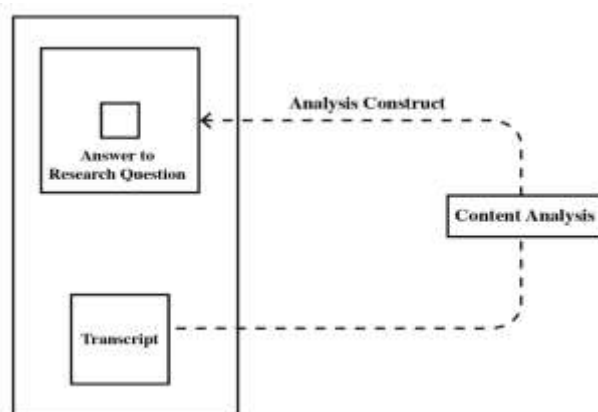 Analysis Construct
Answer to
Research Question
Content Analysis
Transcript